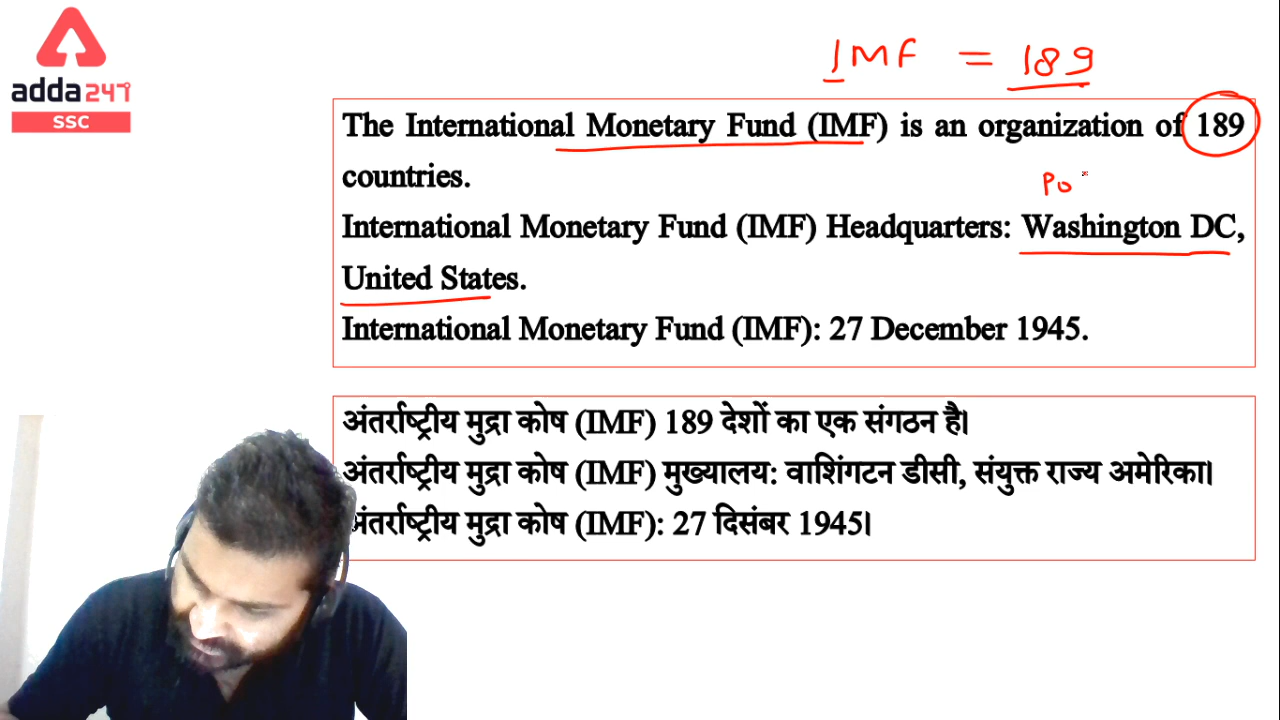 adda247
SSC
IMF = 189
The International Monetary Fund (IMF) is an organization of 189
countries.
Po
International Monetary Fund (IMF) Headquarters: Washington DC,
United States.
International Monetary Fund (IMF): 27 December 1945.
अंतर्राष्ट्रीय मुद्रा कोष (IMF) 189 देशों का एक संगठन है।
अंतर्राष्ट्रीय मुद्रा कोष (IMF) मुख्यालय: वाशिंगटन डीसी, संयुक्त राज्य अमेरिका।
अंतर्राष्ट्रीय मुद्रा कोष (IMF): 27 दिसंबर 1945।